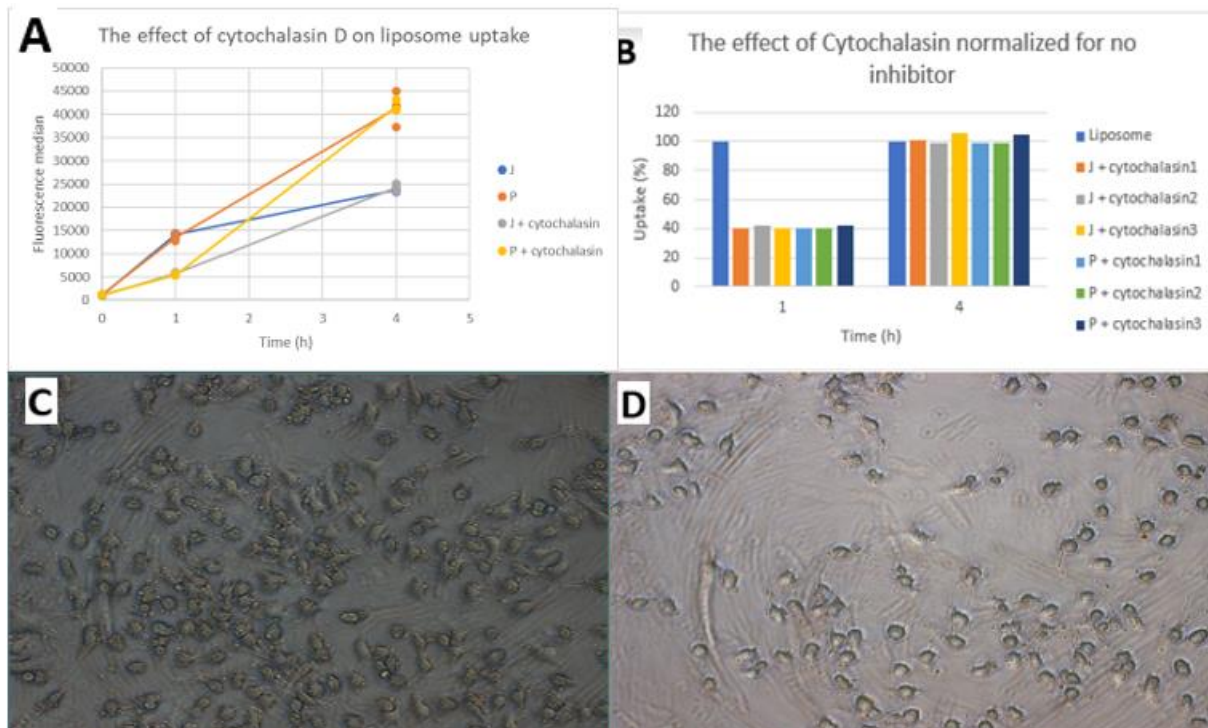 A
The effect of cytochalasin D on liposome uptake
50000
45000
40000
35000
30000
25000
20000
15000
10000
5000
0
Fluorescence median
0 1 2 3 4 5
Time (h)
J
P
J + cytochalasin
P + cytochalasin
B
The effect of Cytochalasin normalized for no
inhibitor
120
100
80
60
40
20
0
Uptake (%)
1 4
Time (h)
Liposome
J + cytochalasin1
J + cytochalasin2
J + cytochalasin3
P + cytochalasin1
P + cytochalasin2
P + cytochalasin3
C
D